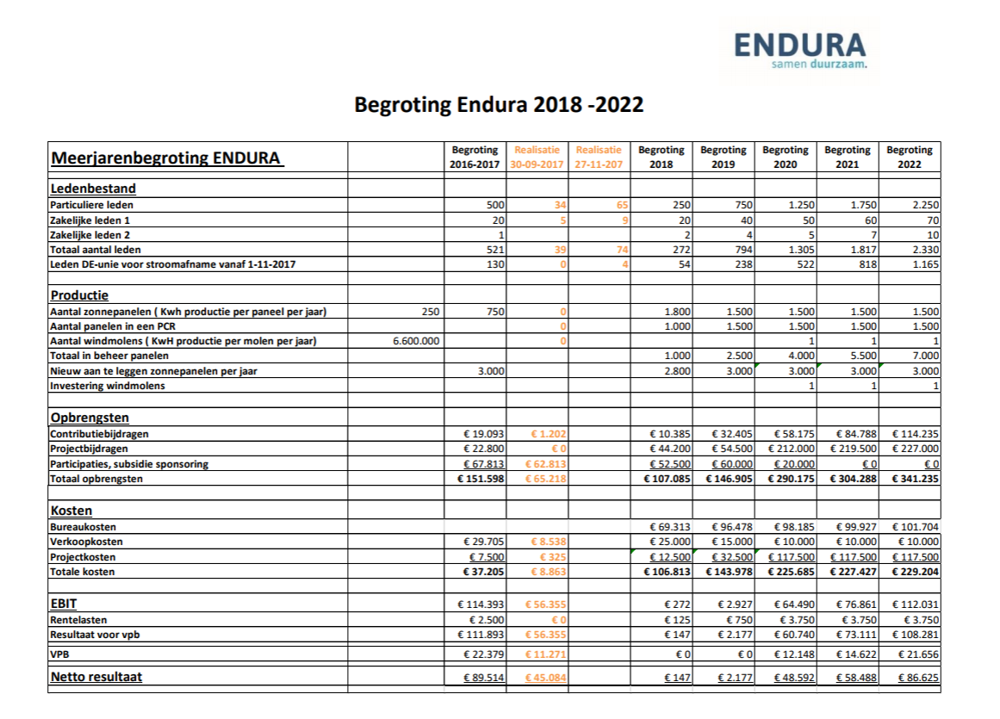 ENDURA
samen duurzaam.
Begroting Endura 2018 -2022
Meerjarenbegroting ENDURA Begroting 2016-2017 Realisatie 30-09-2017 Realisatie 27-11-207 Begroting 2018 Begroting 2019 Begroting 2020 Begroting 2021 Begroting 2022
Ledenbestand
Particuliere leden 500 34 65 250 750 1.250 1.750 2.250
Zakelijke leden 1 20 5 9 20 40 50 60 70
Zakelijke leden 2 1 2 4 5 7 10
Totaal aantal leden 521 39 74 272 794 1.305 1.817 2.330
Leden DE-unie voor stroomafname vanaf 1-11-2017 130 0 4 54 238 522 818 1.165
Productie
Aantal zonnepanelen ( Kwh productie per paneel per jaar) 250 750 0 1.800 1.500 1.500 1.500 1.500
Aantal panelen in een PCR 0 1.000 1.500 1.500 1.500 1.500
Aantal windmolens ( KwH productie per molen per jaar) 6.600.000 0 1 1 1
Totaal in beheer panelen 1.000 2.500 4.000 5.500 7.000
Nieuw aan te leggen zonnepanelen per jaar 3.000 2.800 3.000 3.000 3.000 3.000
Investering windmolens 1 1 1
Opbrengsten
Contributiebijdragen € 19.093 € 1.202 € 10.385 € 32.405 € 58.175 € 84.788 € 114.235
Projectbijdragen € 22.800 € 0 € 44.200 € 54.500 € 212.000 € 219.500 € 227.000
Participaties, subsidie sponsoring € 67.813 € 62.813 € 52.500 € 60.000 € 20.000 € 0 € 0
Totaal opbrengsten € 151.598 € 65.218 € 107.085 € 146.905 € 290.175 € 304.288 € 341.235
Kosten
Bureaukosten € 69.313 € 96.478 € 98.185 € 99.927 € 101.704
Verkoopkosten € 29.705 € 8.538 € 25.000 € 15.000 € 10.000 € 10.000 € 10.000
Projectkosten € 7.500 € 325 € 12.500 € 32.500 € 117.500 € 117.500 € 117.500
Totale kosten € 37.205 € 8.863 € 106.813 € 143.978 € 225.685 € 227.427 € 229.204
EBIT € 114.393 € 56.355 € 272 € 2.927 € 64.490 € 76.861 € 112.031
Rentelasten € 2.500 € 0 € 125 € 750 € 3.750 € 3.750 € 3.750
Resultaat voor vpb € 111.893 € 56.355 € 147 € 2.177 € 60.740 € 73.111 € 108.281
VPB € 22.379 € 11.271 € 0 € 0 € 12.148 € 14.622 € 21.656
Netto resultaat € 89.514 € 45.084 € 147 € 2.177 € 48.592 € 58.488 € 86.625